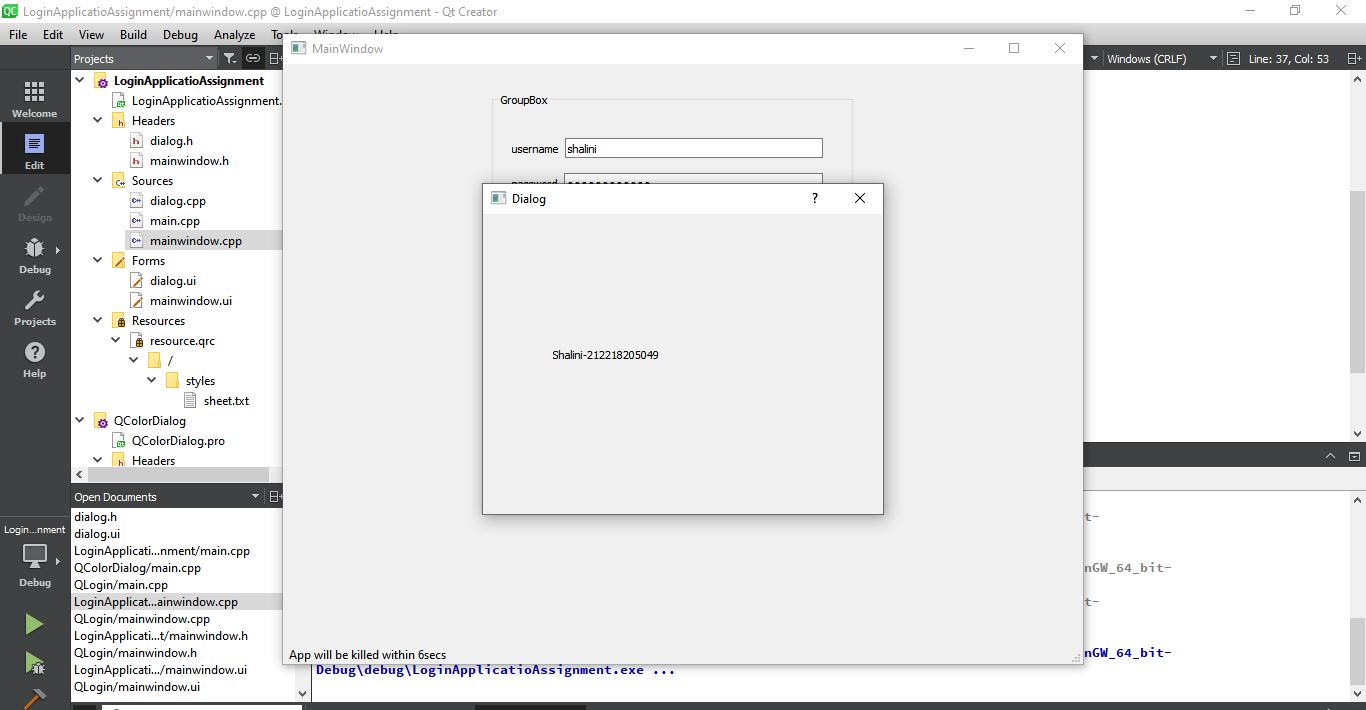 LoginApplicatioAssignment/mainwindow.cpp @ LoginApplicatioAssignment - Qt Creator
File Edit View Build Debug Analyze
MainWindow
Projects
Windows (CRLF)
Line: 37, Col: 53
Welcome
Edit
Design
Debug
Projects
Help
Login...nment
Debug
LoginApplicatioAssignment
LoginApplicatioAssignment.
Headers
dialog.h
mainwindow.h
Sources
dialog.cpp
main.cpp
mainwindow.cpp
Forms
dialog.ui
mainwindow.ui
Resources
resource.qrc
/
styles
sheet.txt
QColorDialog
QColorDialog.pro
Headers
Open Documents
dialog.h
dialog.ui
LoginApplicati...nment/main.cpp
QColorDialog/main.cpp
QLogin/main.cpp
LoginApplicat...ainwindow.cpp
QLogin/mainwindow.cpp
LoginApplicati...t/mainwindow.h
QLogin/mainwindow.h
LoginApplicati.../mainwindow.ui
QLogin/mainwindow.ui
GroupBox
username shalini
password
Dialog ?
Shalini-212218205049
App will be killed within 6secs
t-
nGW_64_bit-
t-
nGW_64_bit-
Debug\debug\LoginApplicatioAssignment.exe ...